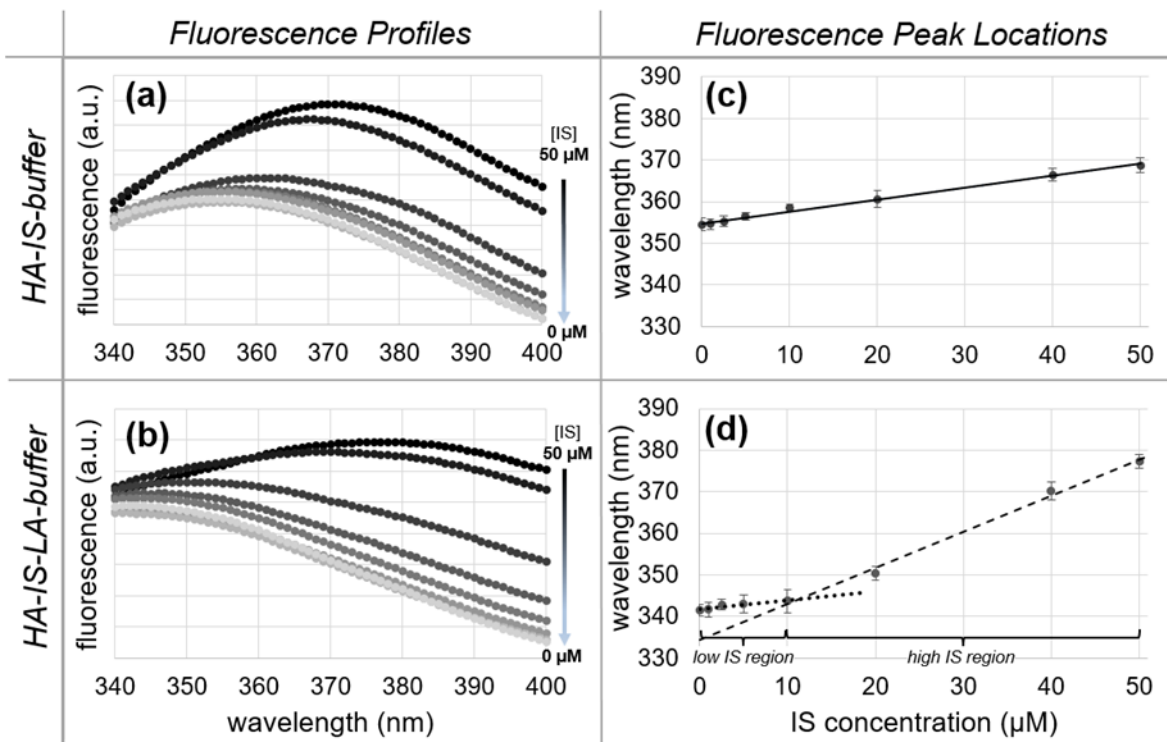 Fluorescence Profiles
Fluorescence Peak Locations
HA-IS-buffer
(a)
fluorescence (a.u.)
[IS]
50 µM
0 µM
340 350 360 370 380 390 400
(c)
wavelength (nm)
390
380
370
360
350
340
330
0 10 20 30 40 50
HA-IS-LA-buffer
(b)
fluorescence (a.u.)
[IS]
50 µM
0 µM
340 350 360 370 380 390 400
wavelength (nm)
(d)
wavelength (nm)
390
380
370
360
350
340
330
low IS region
high IS region
0 10 20 30 40 50
IS concentration (µM)